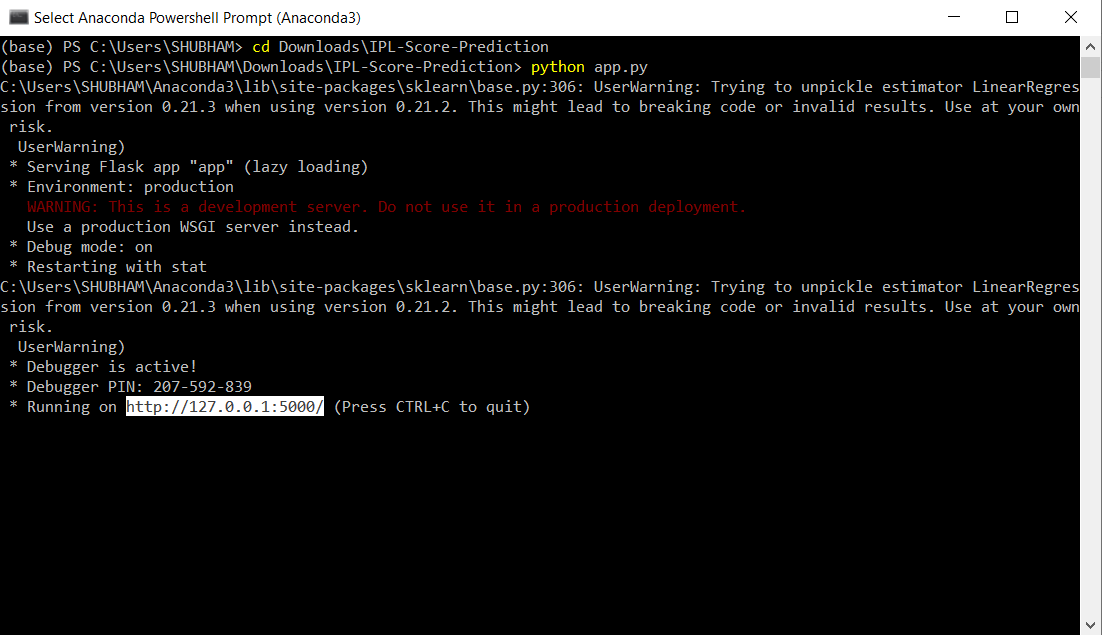 Select Anaconda Powershell Prompt (Anaconda3)
(base) PS C:\Users\SHUBHAM> cd Downloads\IPL-Score-Prediction
(base) PS C:\Users\SHUBHAM\Downloads\IPL-Score-Prediction> python app.py
C:\Users\SHUBHAM\Anaconda3\lib\site-packages\sklearn\base.py:306: UserWarning: Trying to unpickle estimator LinearRegres
sion from version 0.21.3 when using version 0.21.2. This might lead to breaking code or invalid results. Use at your own
 risk.
  UserWarning)
 * Serving Flask app "app" (lazy loading)
 * Environment: production
   WARNING: This is a development server. Do not use it in a production deployment.
   Use a production WSGI server instead.
 * Debug mode: on
 * Restarting with stat
C:\Users\SHUBHAM\Anaconda3\lib\site-packages\sklearn\base.py:306: UserWarning: Trying to unpickle estimator LinearRegres
sion from version 0.21.3 when using version 0.21.2. This might lead to breaking code or invalid results. Use at your own
 risk.
  UserWarning)
 * Debugger is active!
 * Debugger PIN: 207-592-839
 * Running on http://127.0.0.1:5000/ (Press CTRL+C to quit)